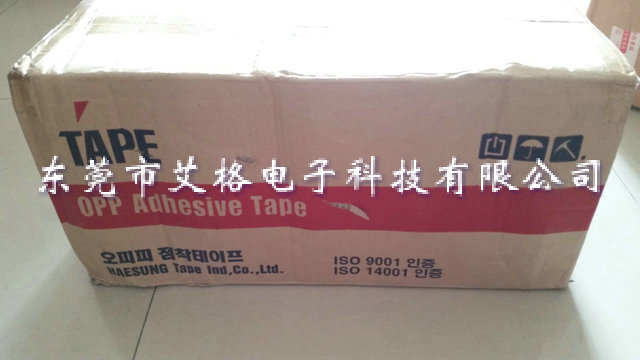 TAPE
东莞市艾格电子科技有限公司
OPP Adhesive Tape
오피피 점착테이프
HAESUNG Tape Ind,Co.,Ltd.
ISO 9001 인증
ISO 14001 인증